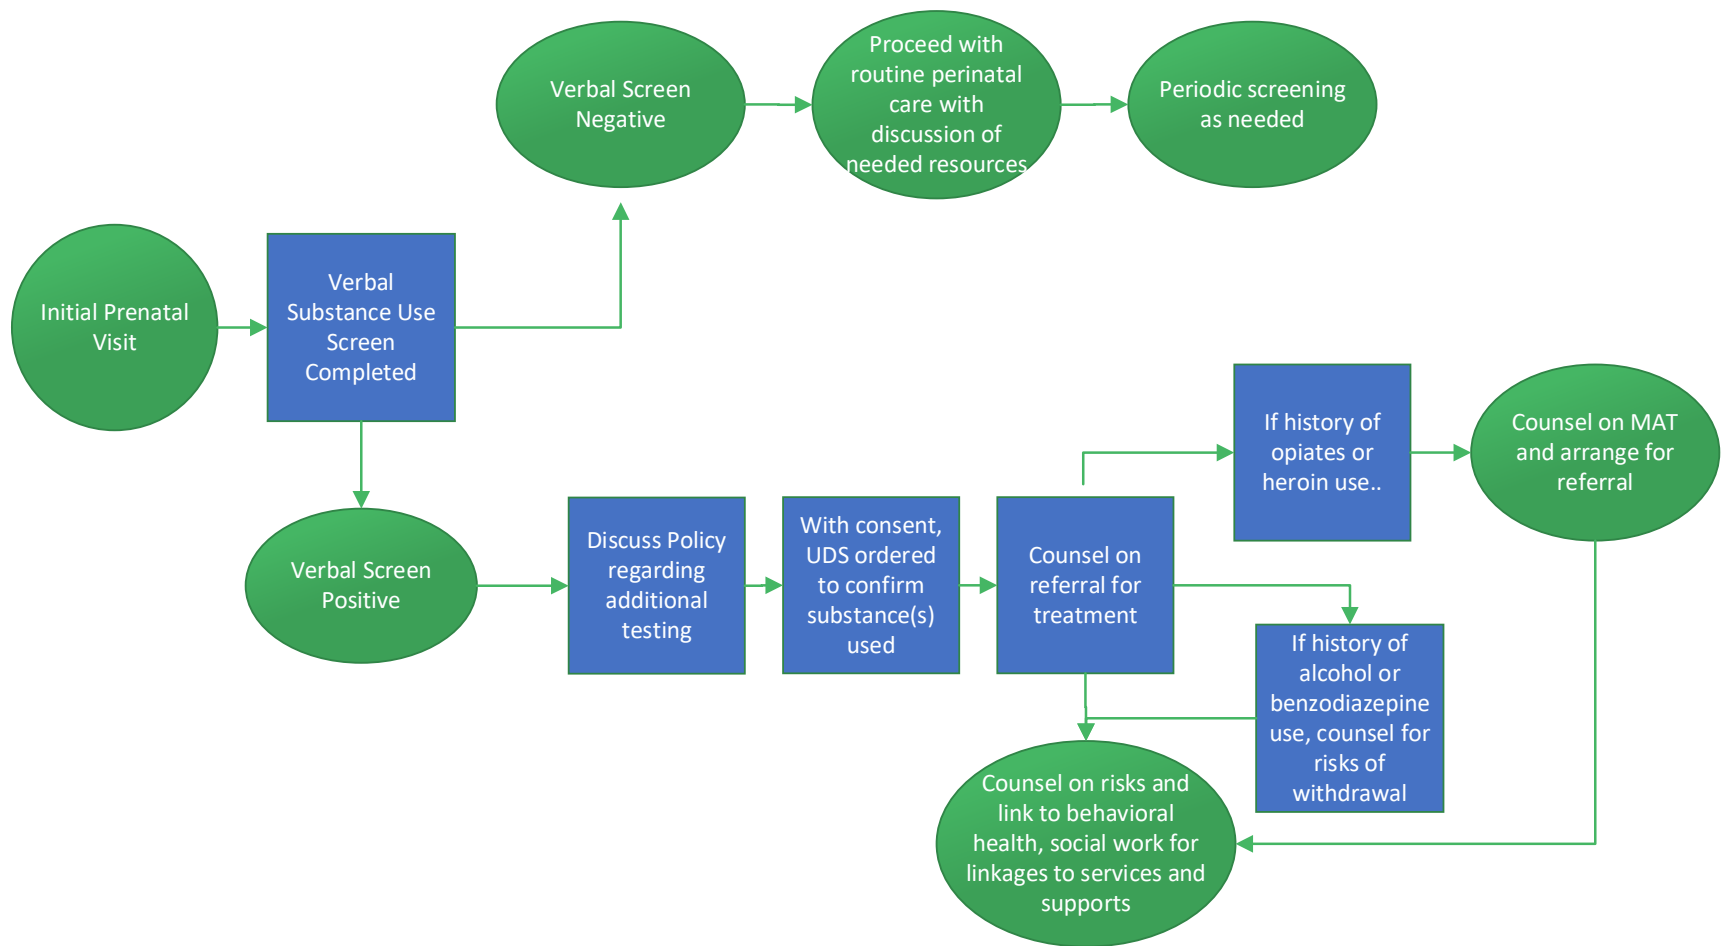 Verbal Screen
Negative
Proceed with
routine perinatal
care with
discussion of
needed resources
Periodic screening
as needed
Initial Prenatal
Visit
Verbal
Substance Use
Screen
Completed
Verbal Screen
Positive
Discuss Policy
regarding
additional
testing
With consent,
UDS ordered
to confirm
substance(s)
used
Counsel on
referral for
treatment
If history of
opiates or
heroin use..
Counsel on MAT
and arrange for
referral
If history of
alcohol or
benzodiazepine
use, counsel for
risks of
withdrawal
Counsel on risks and
link to behavioral
health, social work for
linkages to services and
supports